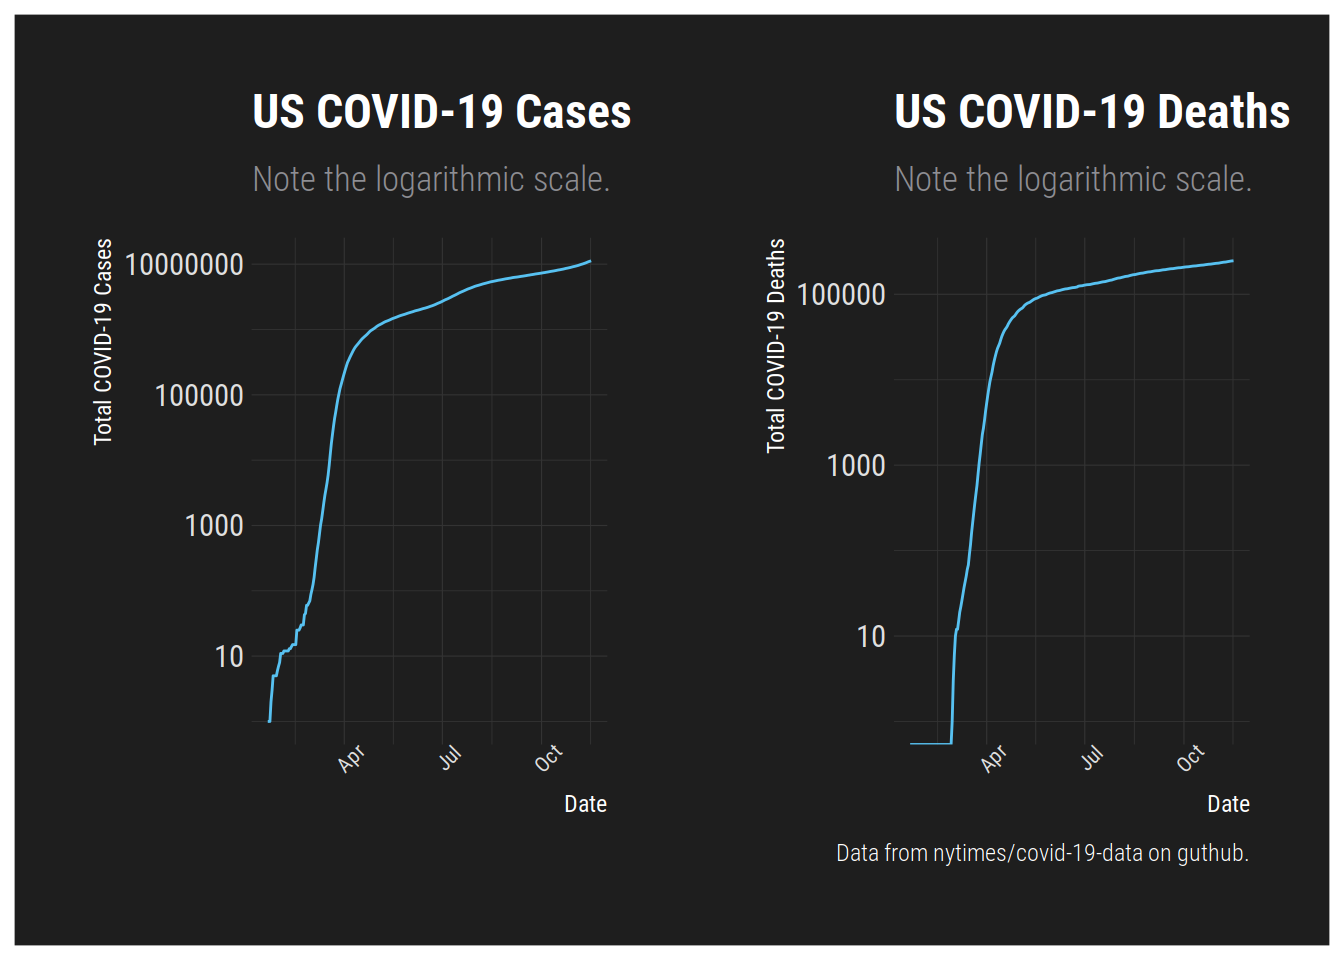 US COVID-19 Cases
Note the logarithmic scale.
Total COVID-19 Cases
10000000
100000
1000
10
Apr
Jul
Oct
Date
US COVID-19 Deaths
Note the logarithmic scale.
Total COVID-19 Deaths
100000
1000
10
Apr
Jul
Oct
Date
Data from nytimes/covid-19-data on guthub.